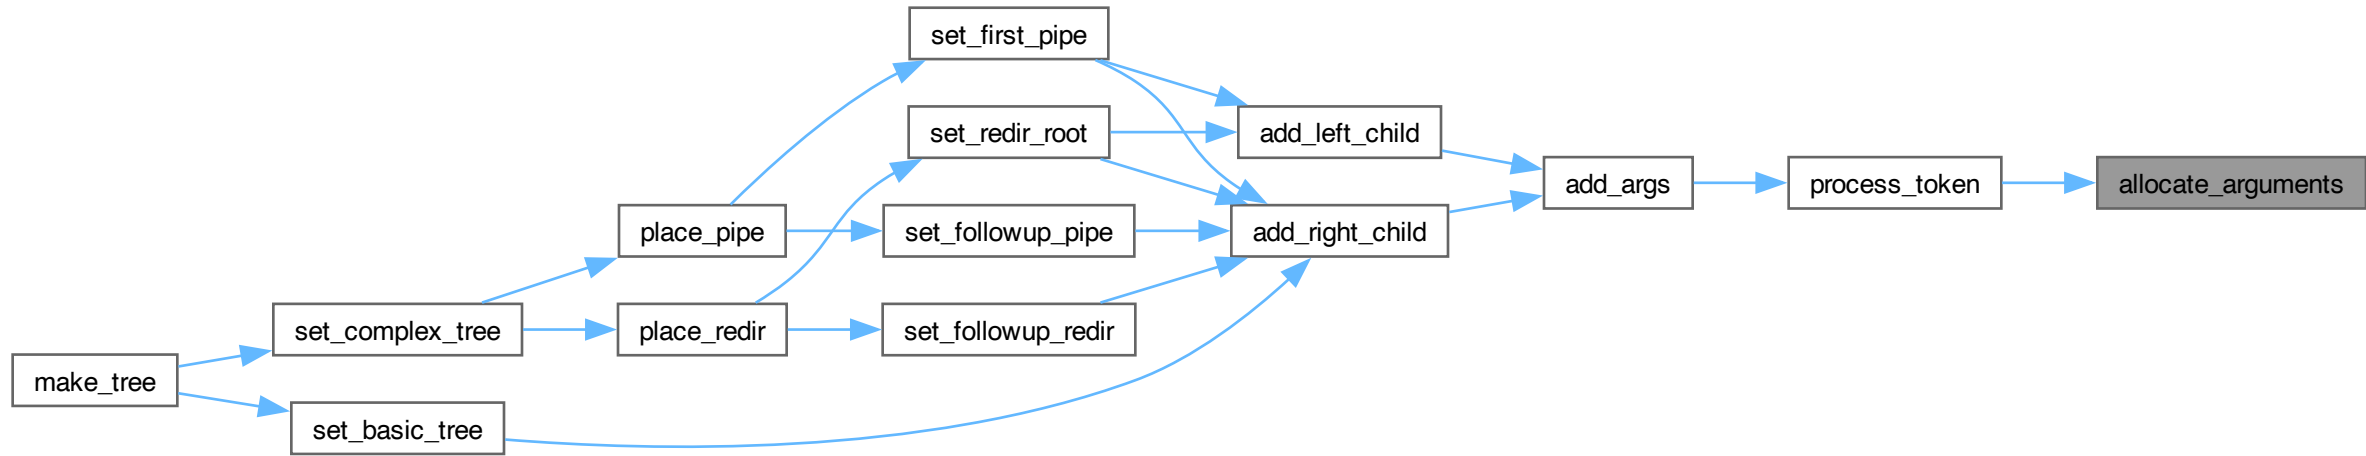 set_first_pipe
set_redir_root
add_left_child
add_args
process_token
allocate_arguments
place_pipe
set_followup_pipe
add_right_child
set_complex_tree
place_redir
set_followup_redir
make_tree
set_basic_tree